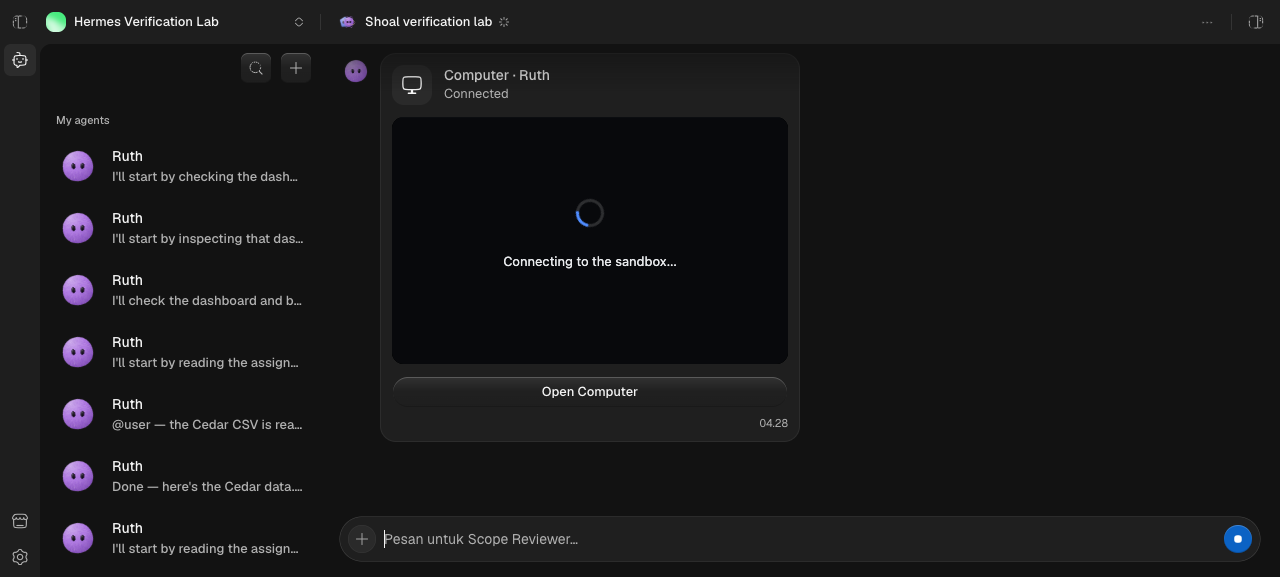 Hermes Verification Lab
Shoal verification lab
My agents
Ruth
I'll start by checking the dash...
Ruth
I'll start by inspecting that das...
Ruth
I'll check the dashboard and b...
Ruth
I'll start by reading the assign...
Ruth
@user — the Cedar CSV is rea...
Ruth
Done — here's the Cedar data....
Ruth
I'll start by reading the assign...
Computer · Ruth
Connected
Connecting to the sandbox...
Open Computer
04.28
Pesan untuk Scope Reviewer...